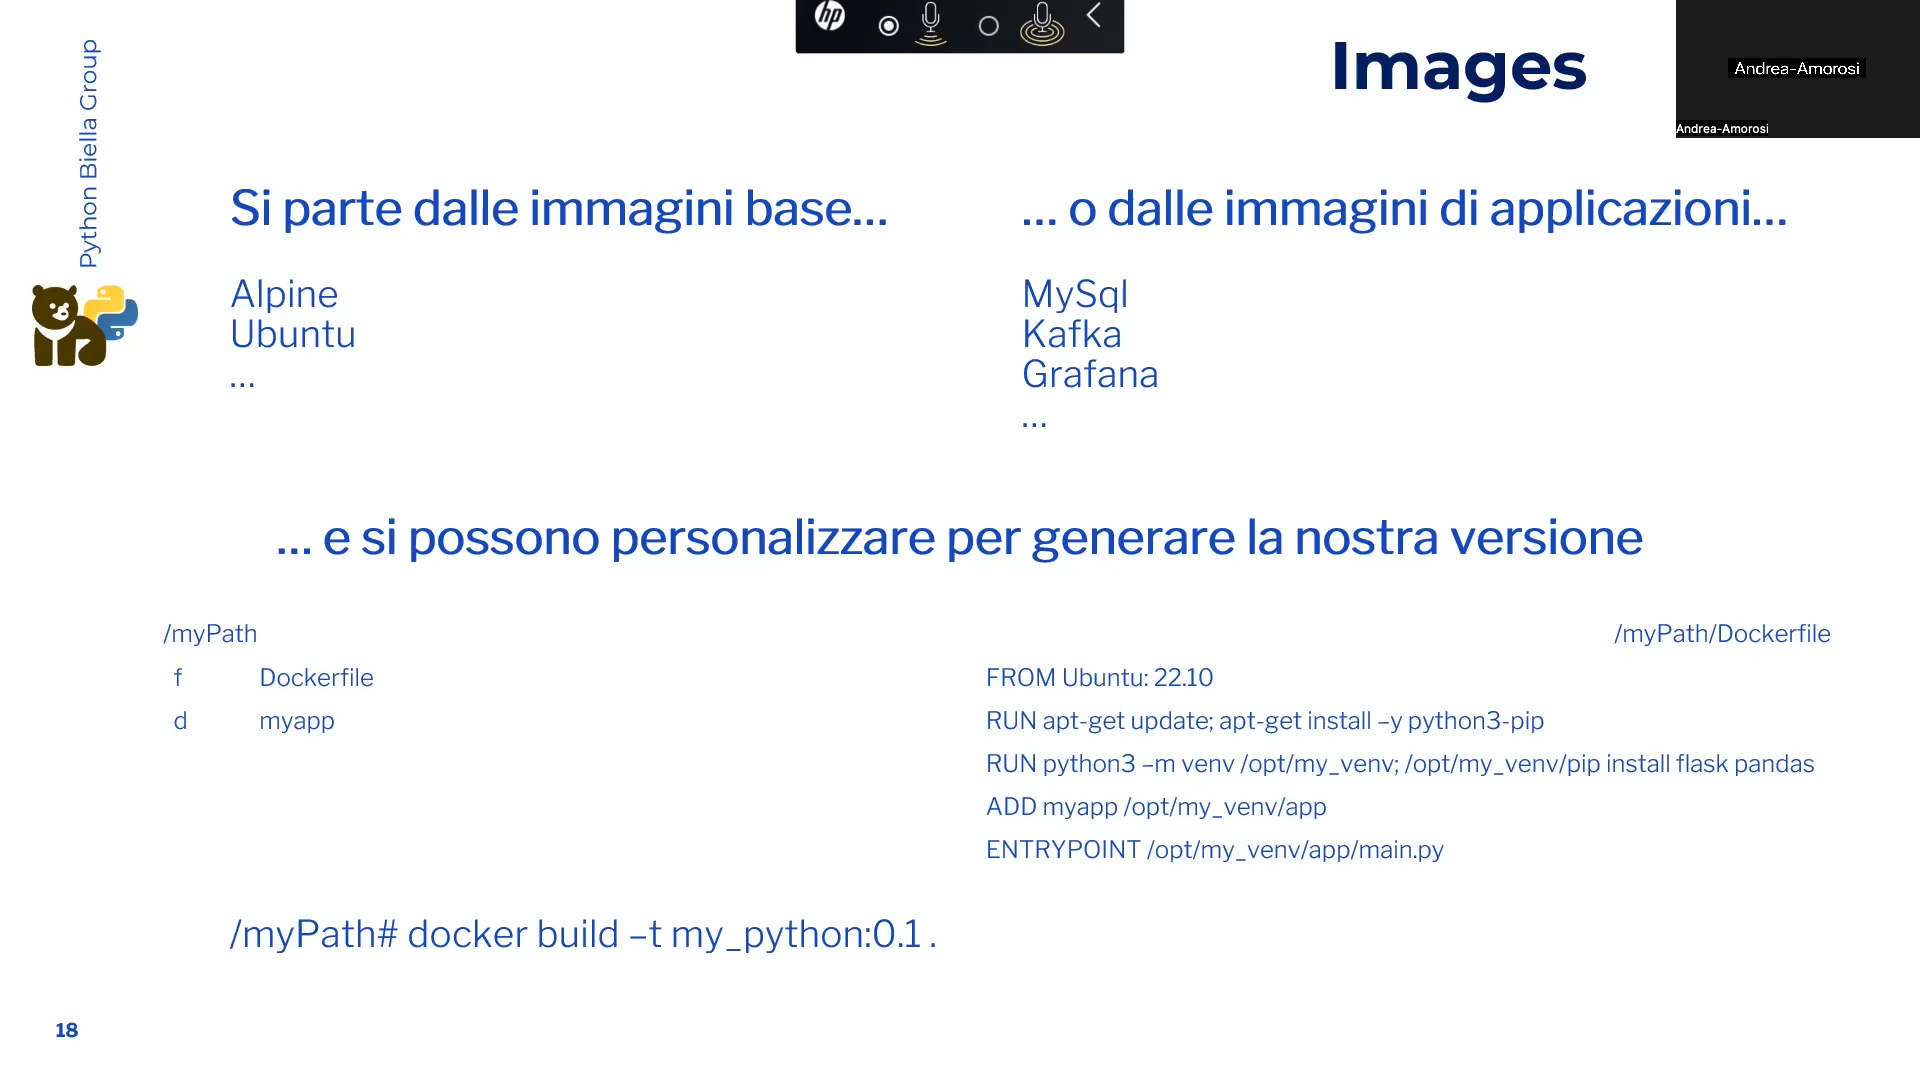 Python Biella Group
hp
Images
Andrea-Amorosi
Andrea-Amorosi
Si parte dalle immagini base...
Alpine
Ubuntu
...
... o dalle immagini di applicazioni...
MySql
Kafka
Grafana
...
... e si possono personalizzare per generare la nostra versione
/myPath
f Dockerfile
d myapp
/myPath/Dockerfile
FROM Ubuntu: 22.10
RUN apt-get update; apt-get install –y python3-pip
RUN python3 –m venv /opt/my_venv; /opt/my_venv/pip install flask pandas
ADD myapp /opt/my_venv/app
ENTRYPOINT /opt/my_venv/app/main.py
/myPath# docker build –t my_python:0.1 .
18